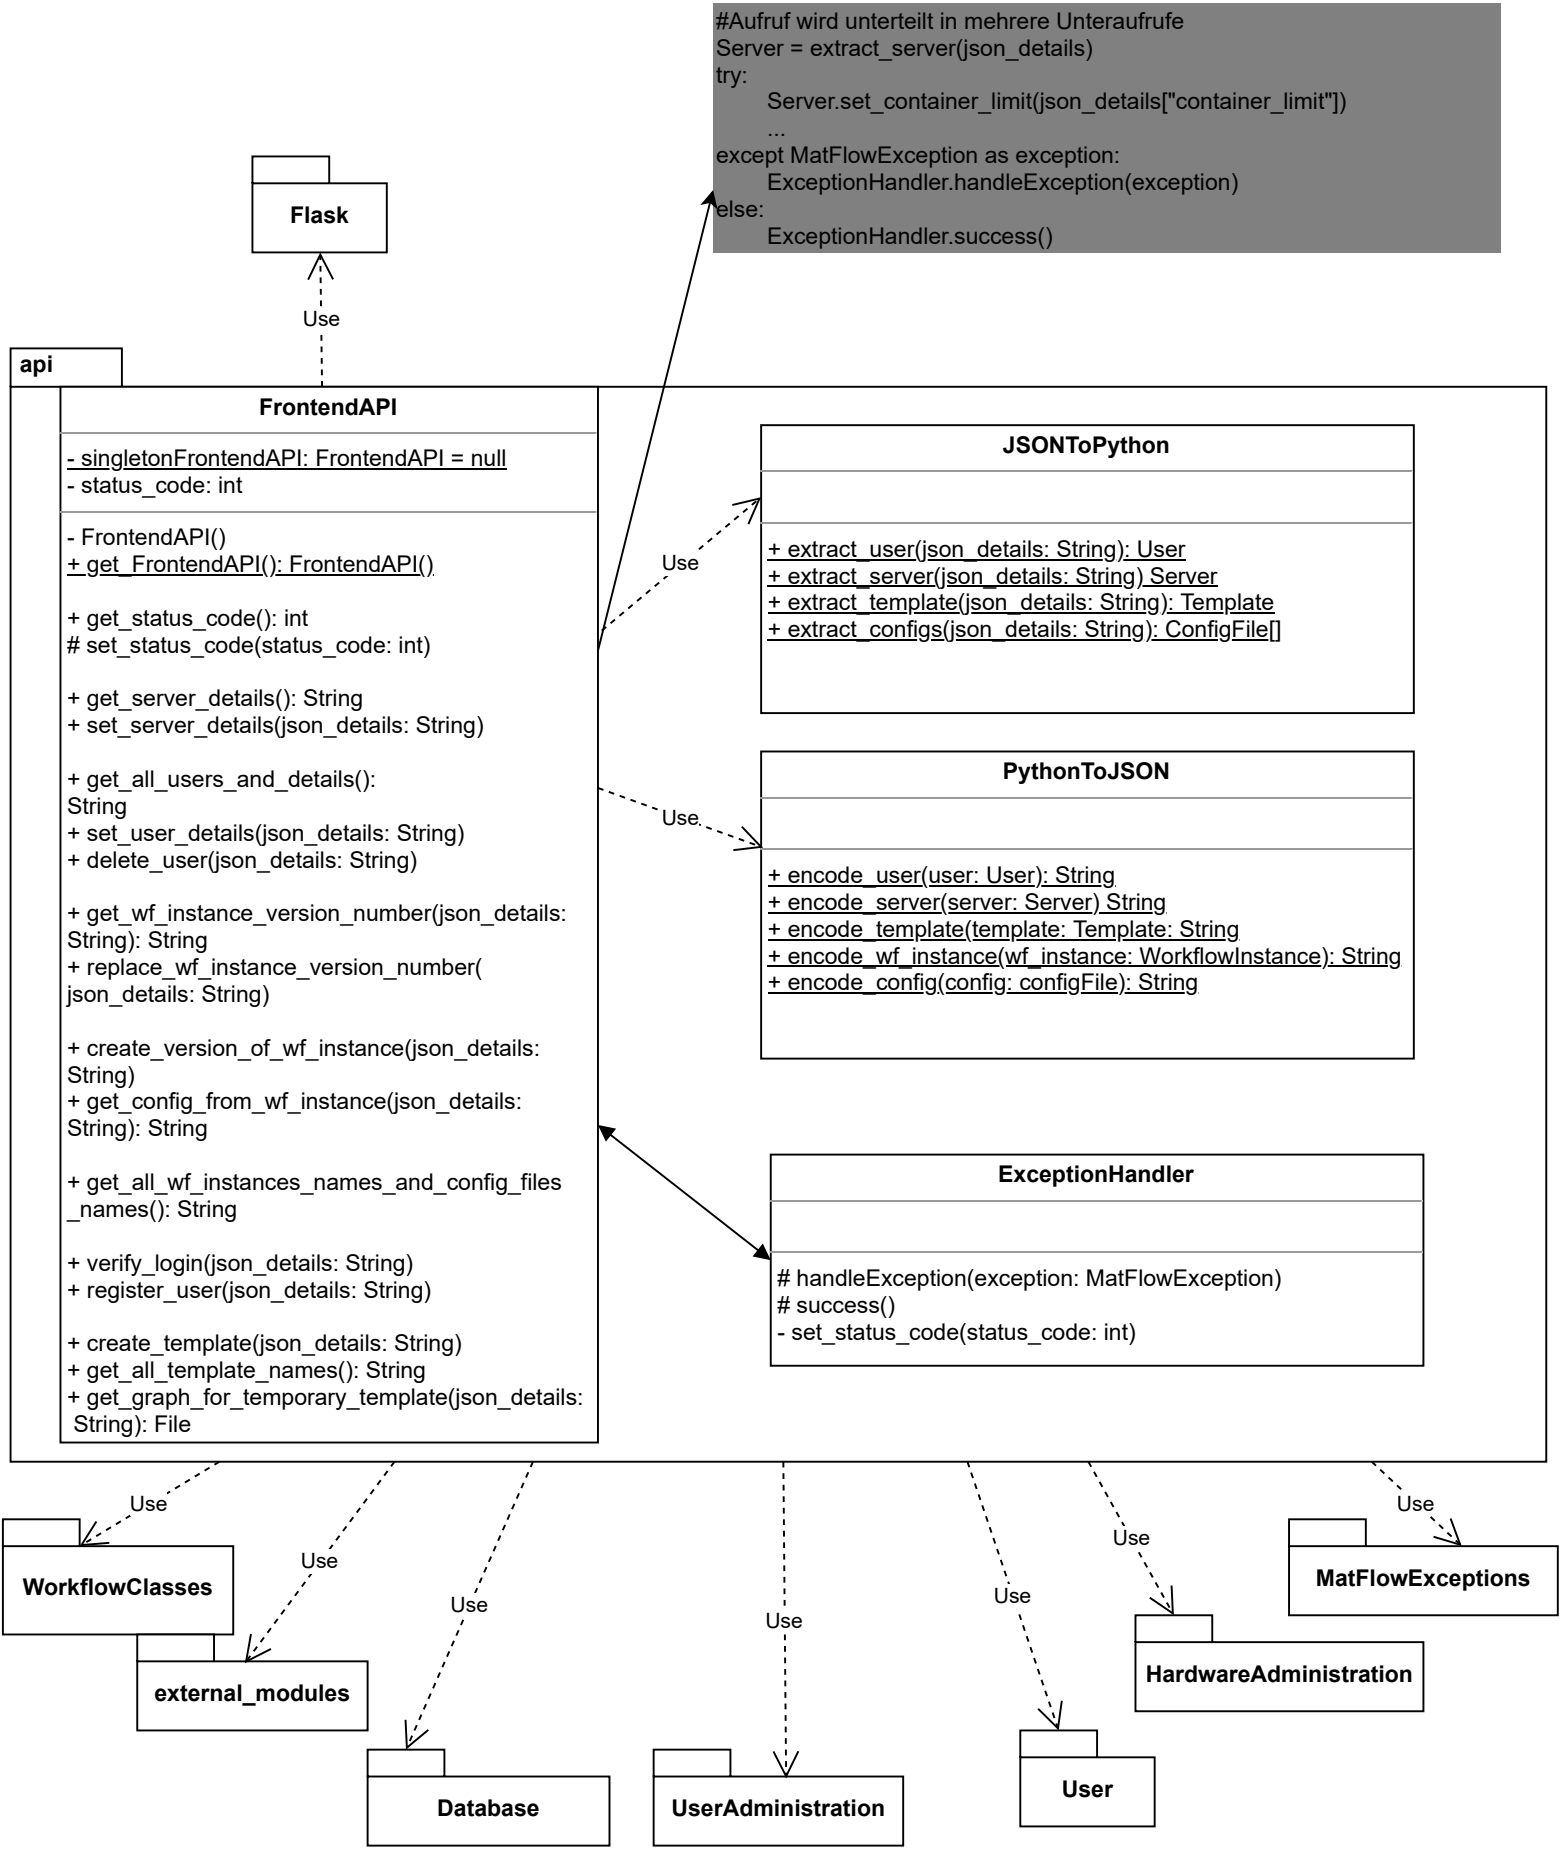 #Aufruf wird unterteilt in mehrere Unteraufrufe
Server = extract_server(json_details)
try:
Server.set_container_limit(json_details["container_limit"])
...
except MatFlowException as exception:
ExceptionHandler.handleException(exception)
else:
ExceptionHandler.success()
Flask
Use
api
FrontendAPI
- singletonFrontendAPI: FrontendAPI = null
- status_code: int
- FrontendAPI()
+ get_FrontendAPI(): FrontendAPI()
+ get_status_code(): int
# set_status_code(status_code: int)
+ get_server_details(): String
+ set_server_details(json_details: String)
+ get_all_users_and_details():
String
+ set_user_details(json_details: String)
+ delete_user(json_details: String)
+ get_wf_instance_version_number(json_details:
String): String
+ replace_wf_instance_version_number(
json_details: String)
+ create_version_of_wf_instance(json_details:
String)
+ get_config_from_wf_instance(json_details:
String): String
+ get_all_wf_instances_names_and_config_files
_names(): String
+ verify_login(json_details: String)
+ register_user(json_details: String)
+ create_template(json_details: String)
+ get_all_template_names(): String
+ get_graph_for_temporary_template(json_details:
String): File
Use
JSONToPython
+ extract_user(json_details: String): User
+ extract_server(json_details: String) Server
+ extract_template(json_details: String): Template
+ extract_configs(json_details: String): ConfigFile[]
Use
PythonToJSON
+ encode_user(user: User): String
+ encode_server(server: Server) String
+ encode_template(template: Template: String
+ encode_wf_instance(wf_instance: WorkflowInstance): String
+ encode_config(config: configFile): String
ExceptionHandler
# handleException(exception: MatFlowException)
# success()
- set_status_code(status_code: int)
Use
Use
Use
Use
Use
Use
Use
WorkflowClasses
external_modules
Database
UserAdministration
User
HardwareAdministration
MatFlowExceptions